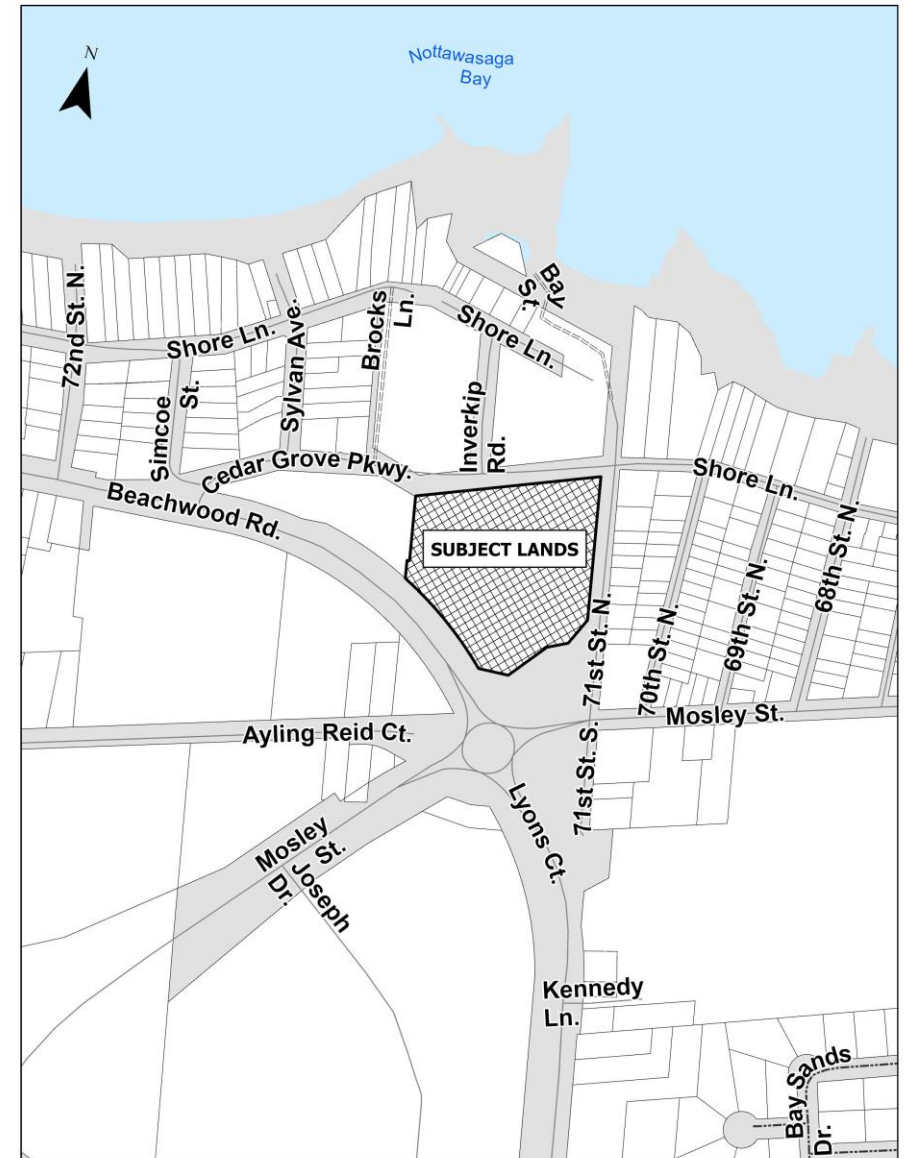 N
Nottawasaga
Bay
72nd St. N.
Shore Ln.
Simcoe
St.
Sylvan Ave.
Brocks
Ln.
Bay
St.
Shore Ln.
Inverkip
Rd.
Cedar Grove Pkwy.
Beachwood Rd.
Shore Ln.
SUBJECT LANDS
71st St. N.
70th St. N.
69th St. N.
68th St. N.
Mosley St.
Ayling Reid Ct.
71st St. S.
Lyons Ct.
Mosley
St.
Joseph
Dr.
Kennedy
Ln.
Bay Sands
Dr.